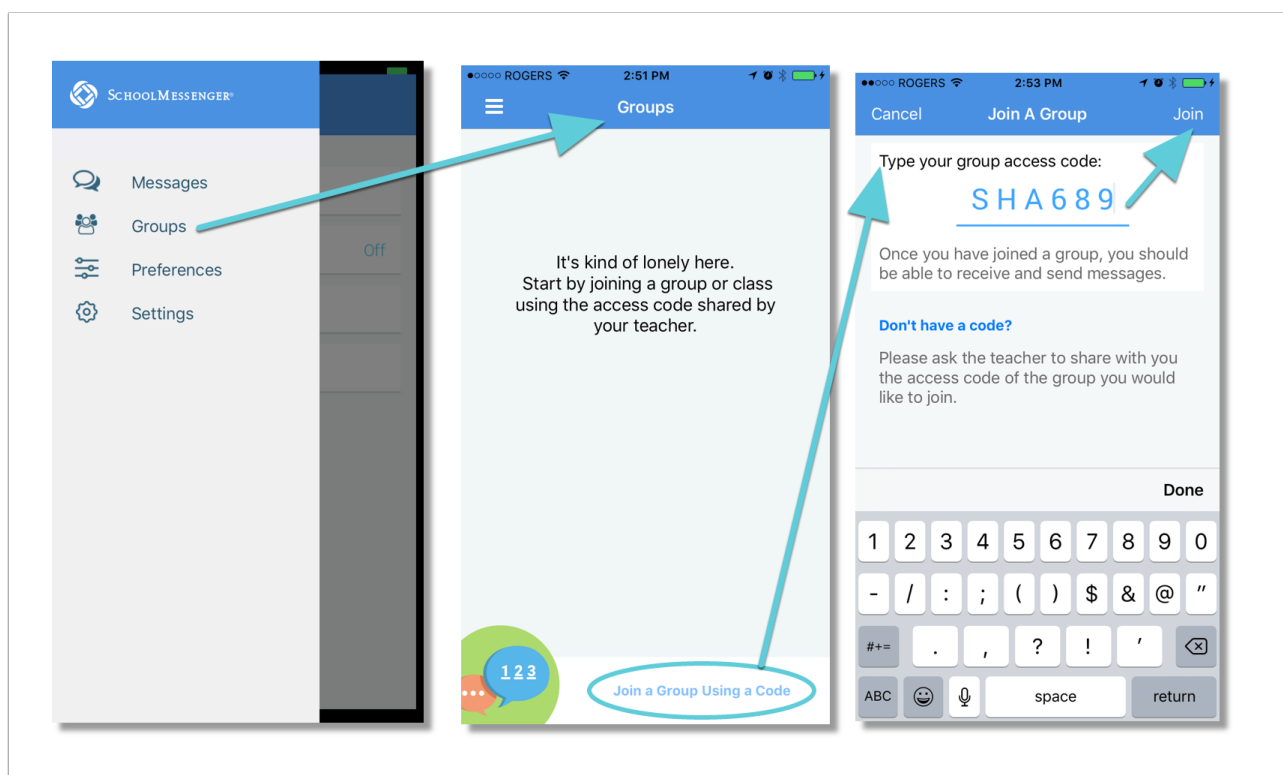 SCHOOLMESSENGER®
Messages
Groups
Off
Preferences
Settings
ROGERS 2:51 PM
Groups
It's kind of lonely here.
Start by joining a group or class
using the access code shared by
your teacher.
123
Join a Group Using a Code
ROGERS 2:53 PM
Cancel Join A Group Join
Type your group access code:
SHA689
Once you have joined a group, you should
be able to receive and send messages.
Don't have a code?
Please ask the teacher to share with you
the access code of the group you would
like to join.
Done
1 2 3 4 5 6 7 8 9 0
- / : ; ( ) $ & @ "
#+= . , ? ! '
ABC space return